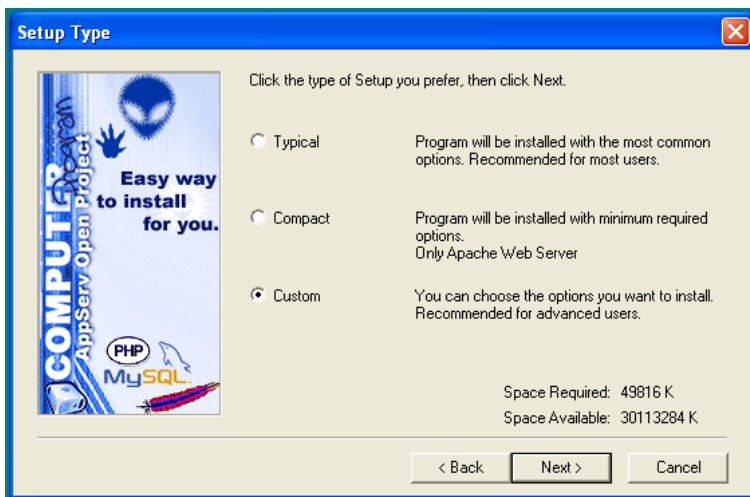 Setup Type
Click the type of Setup you prefer, then click Next.
Typical
Program will be installed with the most common
options. Recommended for most users.
Compact
Program will be installed with minimum required
options.
Only Apache Web Server
Custom
You can choose the options you want to install.
Recommended for advanced users.
Space Required: 49816 K
Space Available: 30113284 K
< Back
Next >
Cancel
COMPUTER
Program
AppServ Open Project
Easy way
to install
for you.
PHP
MySQL